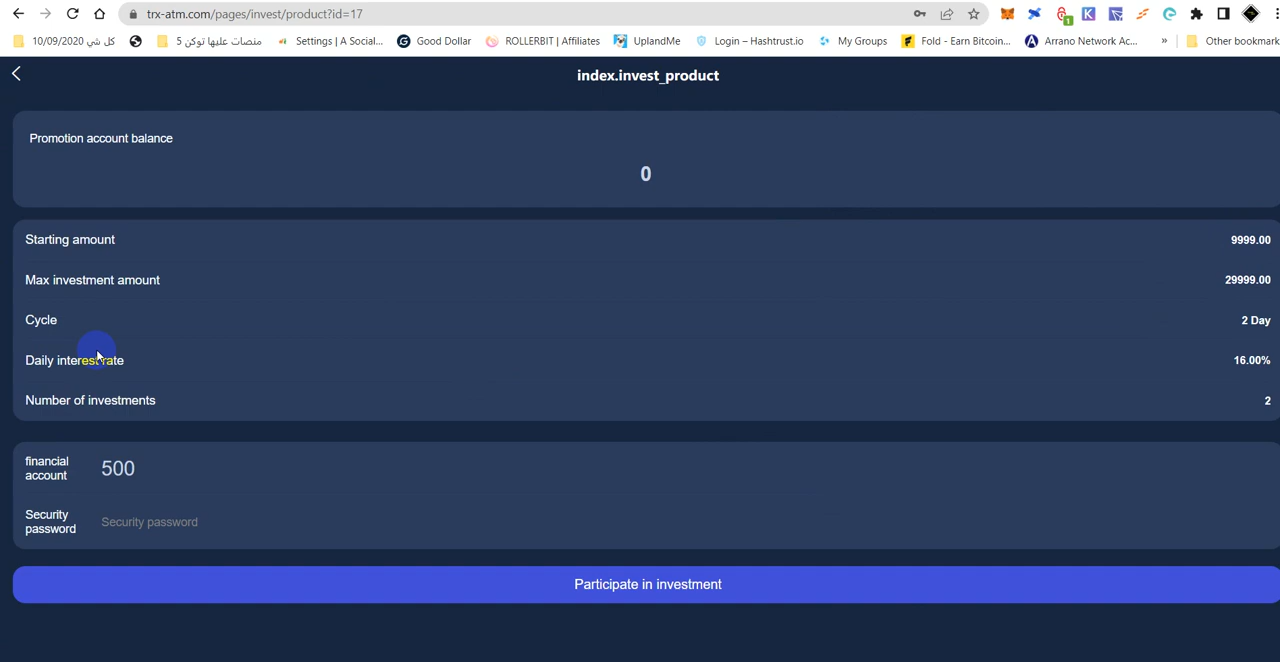 trx-atm.com/pages/invest/product?id=17
كل شي 10/09/2020
منصات عليها توكن 5
Settings | A Social...
Good Dollar
ROLLERBIT | Affiliates
UplandMe
Login – Hashtrust.io
My Groups
Fold - Earn Bitcoin...
Arrano Network Ac...
»
Other bookmark
index.invest_product
Promotion account balance
0
Starting amount 9999.00
Max investment amount 29999.00
Cycle 2 Day
Daily interest rate 16.00%
Number of investments 2
financial
account
500
Security
password
Security password
Participate in investment